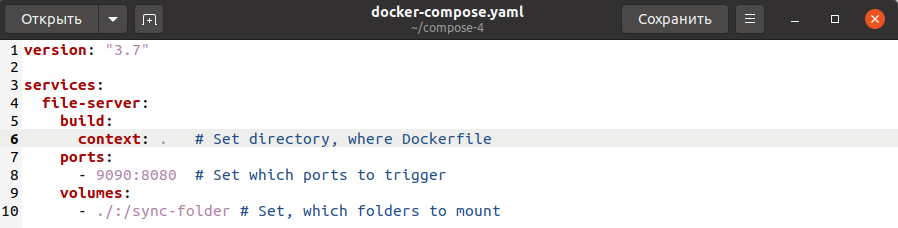 Открыть
docker-compose.yaml
~/compose-4
Сохранить
1 version: "3.7"
2
3 services:
4   file-server:
5     build:
6       context: .   # Set directory, where Dockerfile
7     ports:
8       - 9090:8080  # Set which ports to trigger
9     volumes:
10       - ./:/sync-folder # Set, which folders to mount